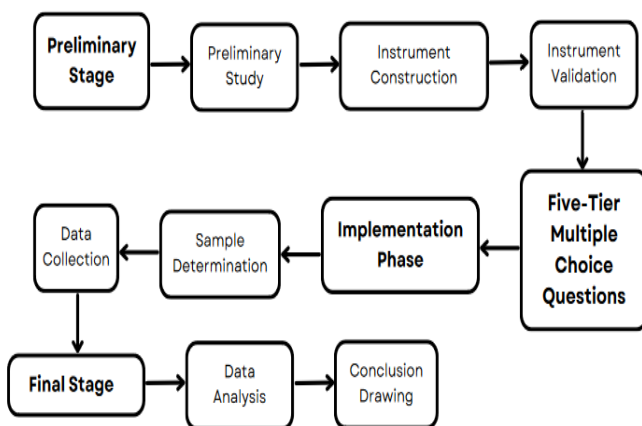 Preliminary
Stage
Preliminary
Study
Instrument
Construction
Instrument
Validation
Five-Tier
Multiple
Choice
Questions
Implementation
Phase
Sample
Determination
Data
Collection
Final Stage
Data
Analysis
Conclusion
Drawing